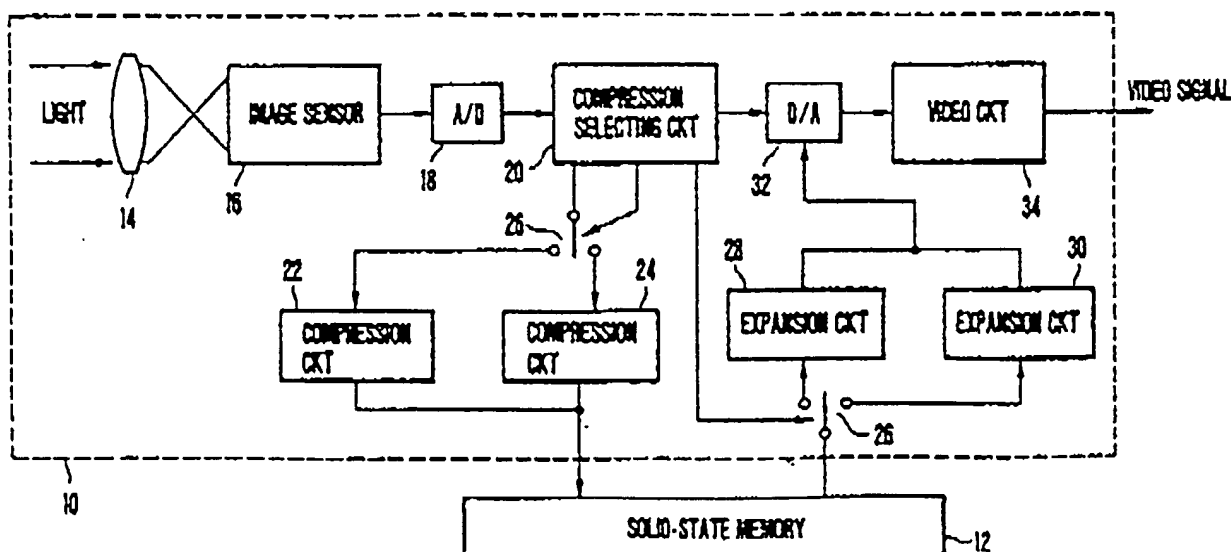 LIGHT
14
IMAGE SENSOR
16
A/D
18
COMPRESSION
SELECTING CKT
20
D/A
32
VIDEO CKT
34
VIDEO SIGNAL
26
22
COMPRESSION
CKT
24
COMPRESSION
CKT
28
EXPANSION CKT
30
EXPANSION CKT
26
10
SOLID-STATE MEMORY
12